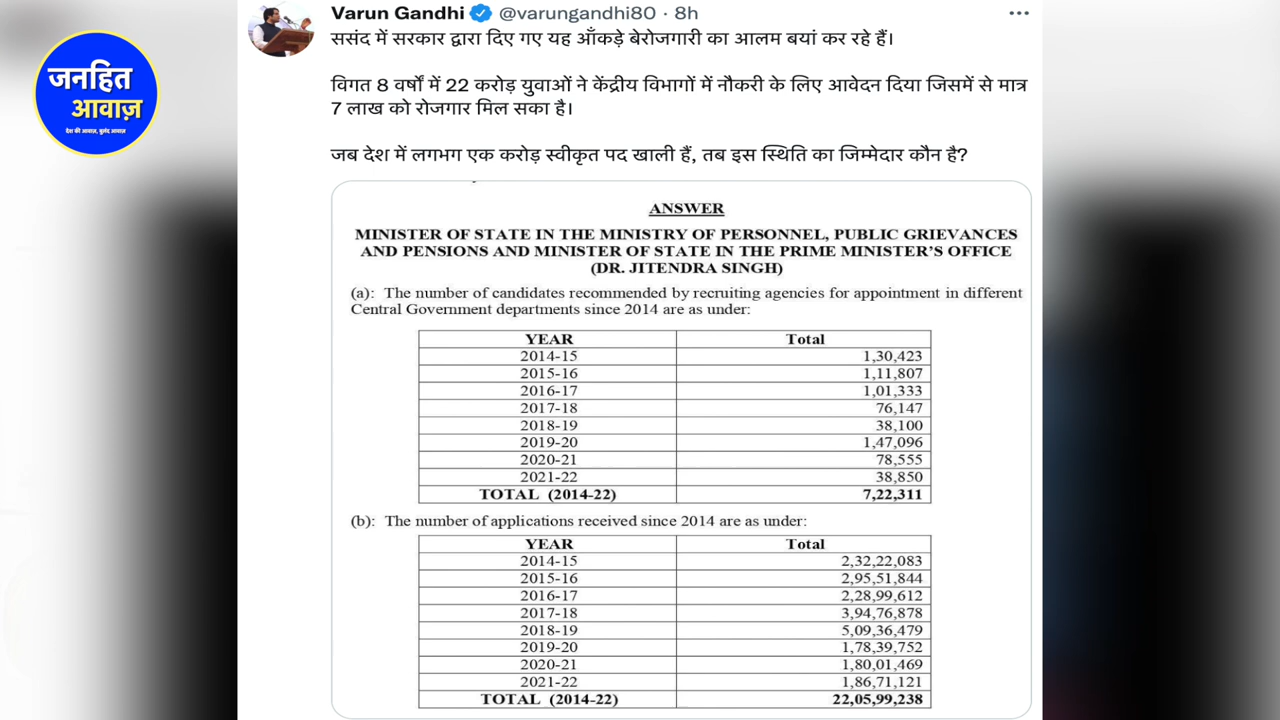 Varun Gandhi @varungandhi80 · 8h
ससंद में सरकार द्वारा दिए गए यह आँकड़े बेरोजगारी का आलम बयां कर रहे हैं।
विगत 8 वर्षों में 22 करोड़ युवाओं ने केंद्रीय विभागों में नौकरी के लिए आवेदन दिया जिसमें से मात्र
7 लाख को रोजगार मिल सका है।
जब देश में लगभग एक करोड़ स्वीकृत पद खाली हैं, तब इस स्थिति का जिम्मेदार कौन है?
जनहित
आवाज़
देश की आवाज़, बुलंद आवाज़
ANSWER
MINISTER OF STATE IN THE MINISTRY OF PERSONNEL, PUBLIC GRIEVANCES
AND PENSIONS AND MINISTER OF STATE IN THE PRIME MINISTER'S OFFICE
(DR. JITENDRA SINGH)
(a): The number of candidates recommended by recruiting agencies for appointment in different
Central Government departments since 2014 are as under:
YEAR Total
2014-15 1,30,423
2015-16 1,11,807
2016-17 1,01,333
2017-18 76,147
2018-19 38,100
2019-20 1,47,096
2020-21 78,555
2021-22 38,850
TOTAL (2014-22) 7,22,311
(b): The number of applications received since 2014 are as under:
YEAR Total
2014-15 2,32,22,083
2015-16 2,95,51,844
2016-17 2,28,99,612
2017-18 3,94,76,878
2018-19 5,09,36,479
2019-20 1,78,39,752
2020-21 1,80,01,469
2021-22 1,86,71,121
TOTAL (2014-22) 22,05,99,238